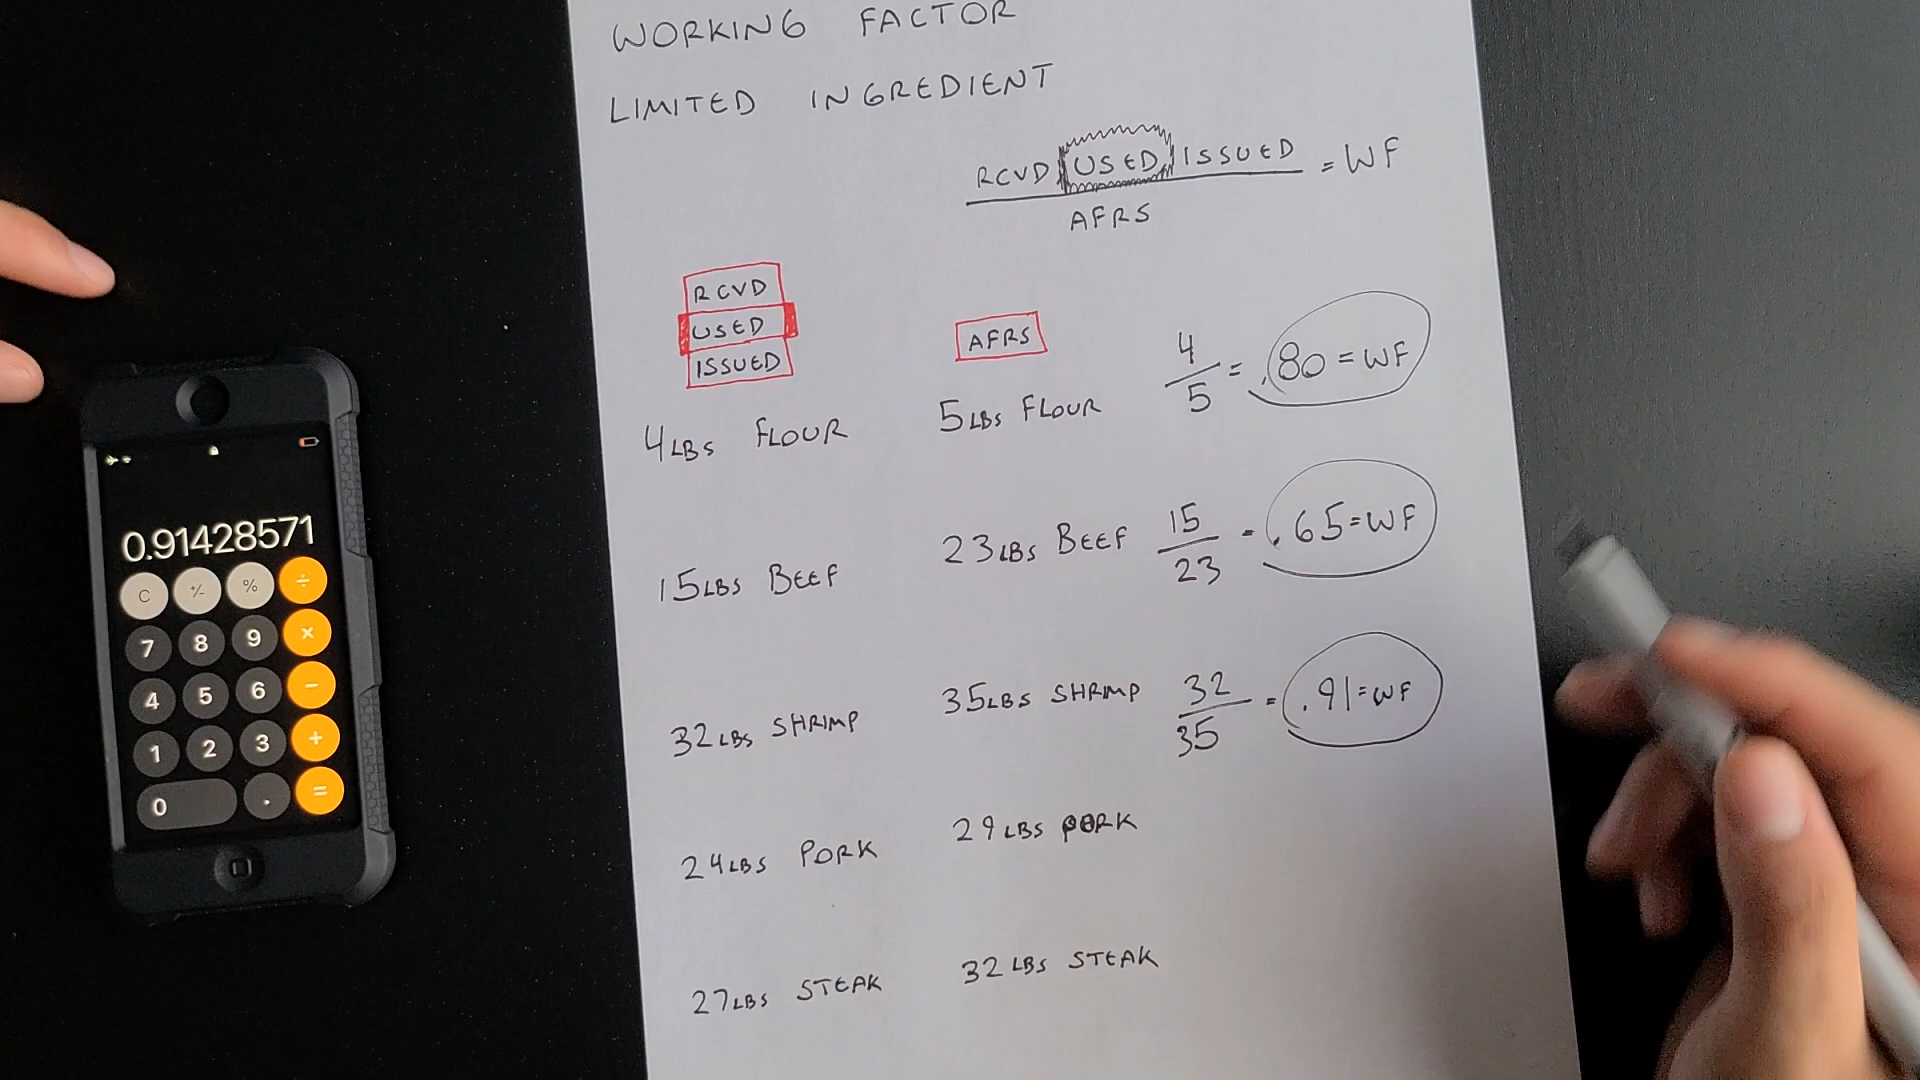 WORKING FACTOR
LIMITED INGREDIENT
RCVD USED ISSUED = WF
AFRS
RCVD
USED
ISSUED
AFRS
4 LBS FLOUR
5 LBS FLOUR
4/5 = .80 = WF
15 LBS BEEF
23 LBS BEEF
15/23 = .65 = WF
32 LBS SHRIMP
35 LBS SHRIMP
32/35 = .91 = WF
24 LBS PORK
29 LBS PORK
27 LBS STEAK
32 LBS STEAK
0.91428571
C +/- % ÷
7 8 9 ×
4 5 6 −
1 2 3 +
0 . =